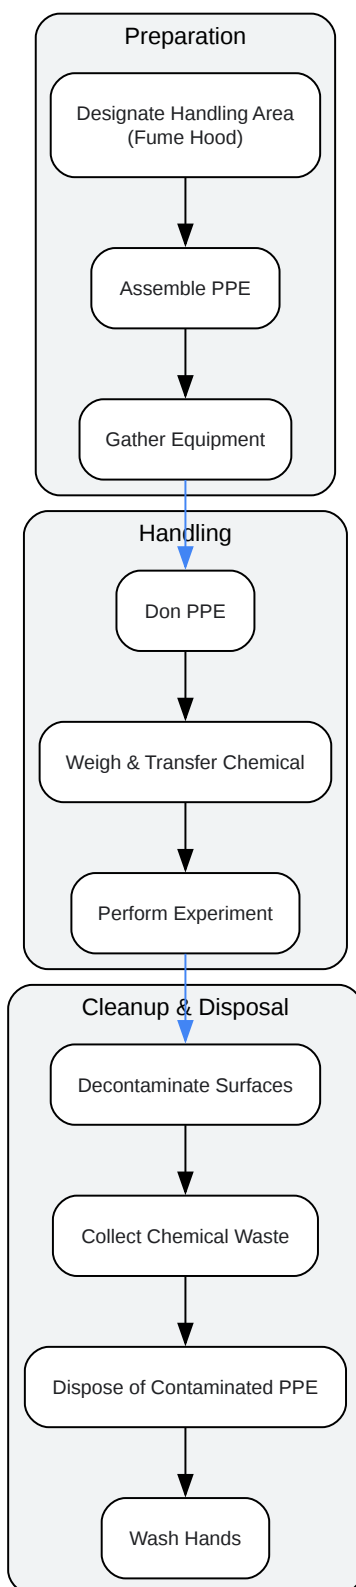 Preparation
Designate Handling Area
(Fume Hood)
Assemble PPE
Gather Equipment
Handling
Don PPE
Weigh & Transfer Chemical
Perform Experiment
Cleanup & Disposal
Decontaminate Surfaces
Collect Chemical Waste
Dispose of Contaminated PPE
Wash Hands